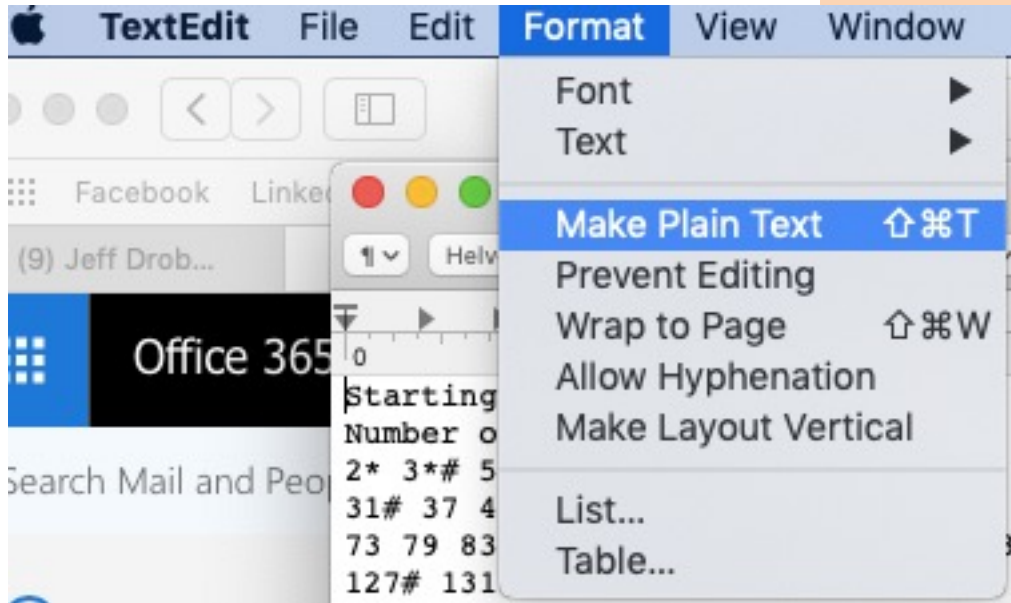 TextEdit File Edit Format View Window
Font
Text
Make Plain Text ⇧⌘T
Prevent Editing
Wrap to Page ⇧⌘W
Allow Hyphenation
Make Layout Vertical
List...
Table...
Facebook
(9) Jeff Drob...
Office 365
Search Mail and
0
Starting
Number
2* 3*# 5
31# 37
73 79 83
127# 131